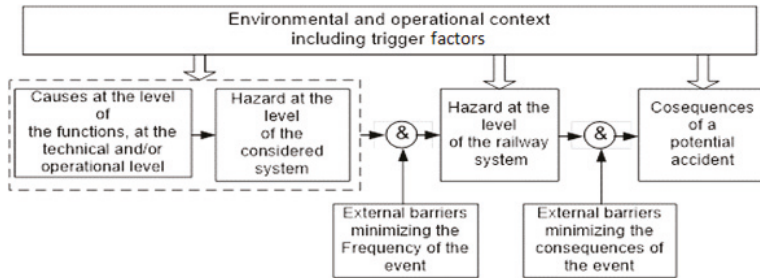 Environmental and operational context
including trigger factors
Causes at the level
of
the functions, at the
technical and/or
operational level
Hazard at the
level
of the
considered
system
&
Hazard at the
level
of the railway
system
&
Cosequences
of a
potential
accident
External barriers
minimizing the
Frequency of the
event
External barriers
minimizing the
consequences of
the event